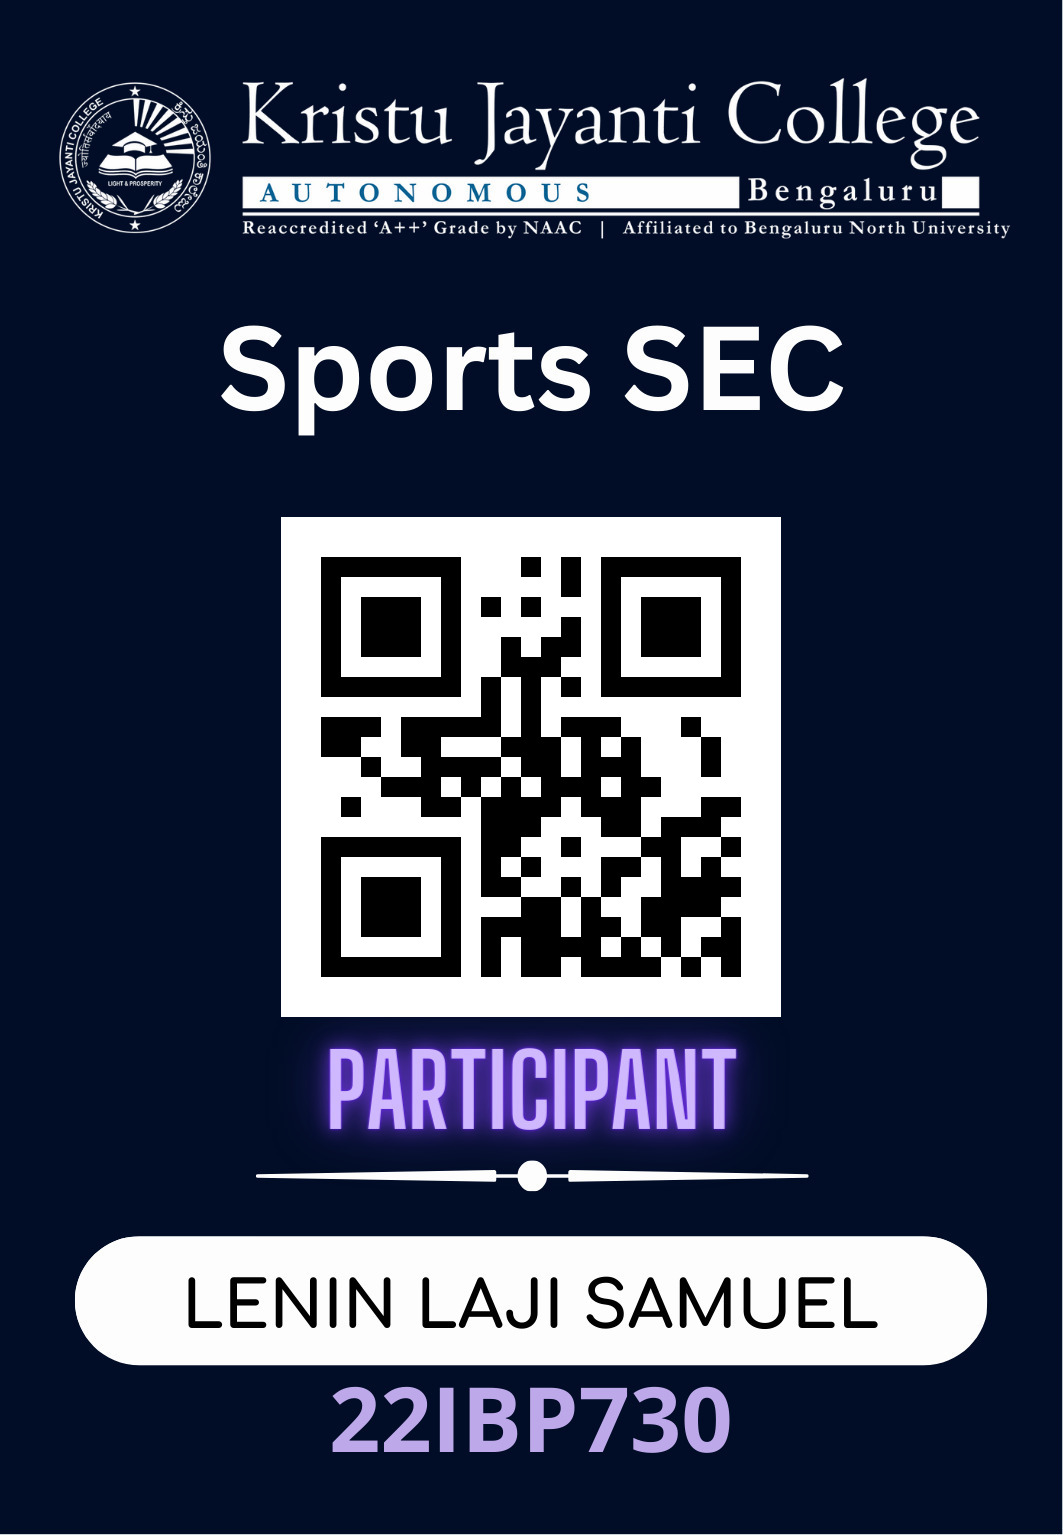 Kristu Jayanti College
AUTONOMOUS Bengaluru
Reaccredited ‘A++’ Grade by NAAC | Affiliated to Bengaluru North University
KRISTU JAYANTI COLLEGE
LIGHT & PROSPERITY
Sports SEC
PARTICIPANT
LENIN LAJI SAMUEL
22IBP730